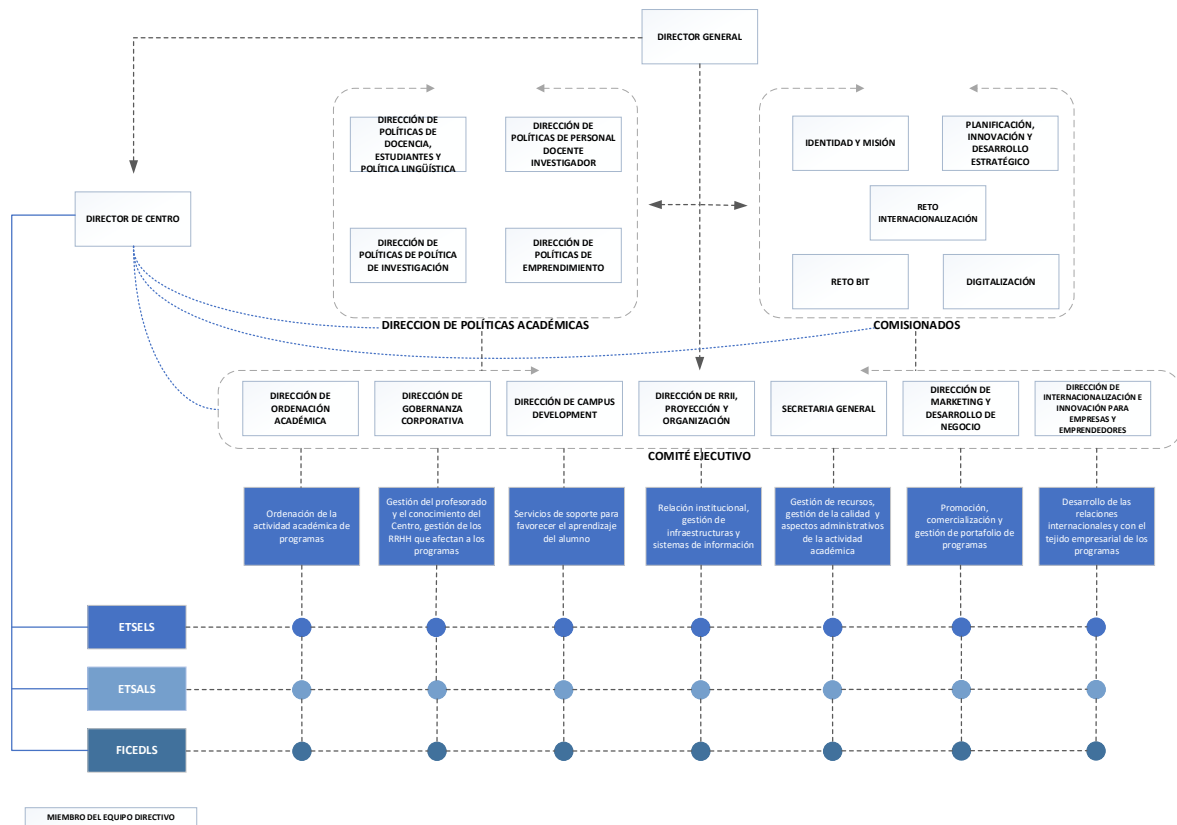 DIRECTOR GENERAL
DIRECCIÓN DE
POLÍTICAS DE
DOCENCIA,
ESTUDIANTES Y
POLÍTICA LINGÜÍSTICA
DIRECCIÓN DE
POLÍTICAS DE PERSONAL
DOCENTE
INVESTIGADOR
IDENTIDAD Y MISIÓN
PLANIFICACIÓN,
INNOVACIÓN Y
DESARROLLO
ESTRATÉGICO
DIRECTOR DE CENTRO
RETO
INTERNACIONALIZACIÓN
DIRECCIÓN DE
POLÍTICAS DE POLÍTICA
DE INVESTIGACIÓN
DIRECCIÓN DE
POLÍTICAS DE
EMPRENDIMIENTO
RETO BIT
DIGITALIZACIÓN
DIRECCION DE POLÍTICAS ACADÉMICAS
COMISIONADOS
DIRECCIÓN DE
ORDENACIÓN
ACADÉMICA
DIRECCIÓN DE
GOBERNANZA
CORPORATIVA
DIRECCIÓN DE CAMPUS
DEVELOPMENT
DIRECCIÓN DE RRII,
PROYECCIÓN Y
ORGANIZACIÓN
SECRETARIA GENERAL
DIRECCIÓN DE
MARKETING Y
DESARROLLO DE
NEGOCIO
DIRECCIÓN DE
INTERNACIONALIZACIÓN E
INNOVACIÓN PARA
EMPRESAS Y
EMPRENDEDORES
COMITÉ EJECUTIVO
Ordenación de la
actividad académica de
programas
Gestión del profesorado
y el conocimiento del
Centro, gestión de los
RRHH que afectan a los
programas
Servicios de soporte para
favorecer el aprendizaje
del alumno
Relación institucional,
gestión de
infraestructuras y
sistemas de información
Gestión de recursos,
gestión de la calidad y
aspectos administrativos
de la actividad
académica
Promoción,
comercialización y
gestión de portafolio de
programas
Desarrollo de las
relaciones
internacionales y con el
tejido empresarial de los
programas
ETSELS
ETSALS
FICEDLS
MIEMBRO DEL EQUIPO DIRECTIVO